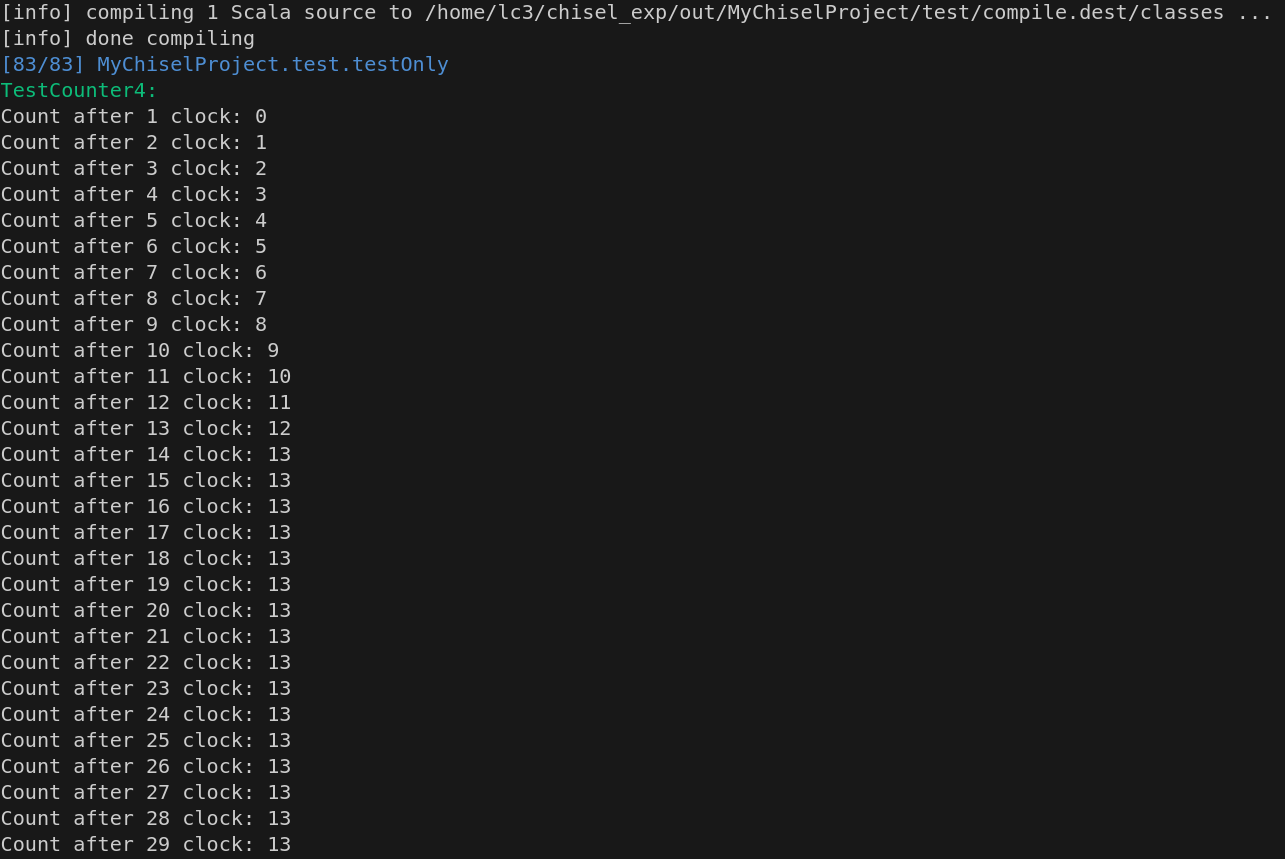 [info] compiling 1 Scala source to /home/lc3/chisel_exp/out/MyChiselProject/test/compile.dest/classes ...
[info] done compiling
[83/83] MyChiselProject.test.testOnly
TestCounter4:
Count after 1 clock: 0
Count after 2 clock: 1
Count after 3 clock: 2
Count after 4 clock: 3
Count after 5 clock: 4
Count after 6 clock: 5
Count after 7 clock: 6
Count after 8 clock: 7
Count after 9 clock: 8
Count after 10 clock: 9
Count after 11 clock: 10
Count after 12 clock: 11
Count after 13 clock: 12
Count after 14 clock: 13
Count after 15 clock: 13
Count after 16 clock: 13
Count after 17 clock: 13
Count after 18 clock: 13
Count after 19 clock: 13
Count after 20 clock: 13
Count after 21 clock: 13
Count after 22 clock: 13
Count after 23 clock: 13
Count after 24 clock: 13
Count after 25 clock: 13
Count after 26 clock: 13
Count after 27 clock: 13
Count after 28 clock: 13
Count after 29 clock: 13